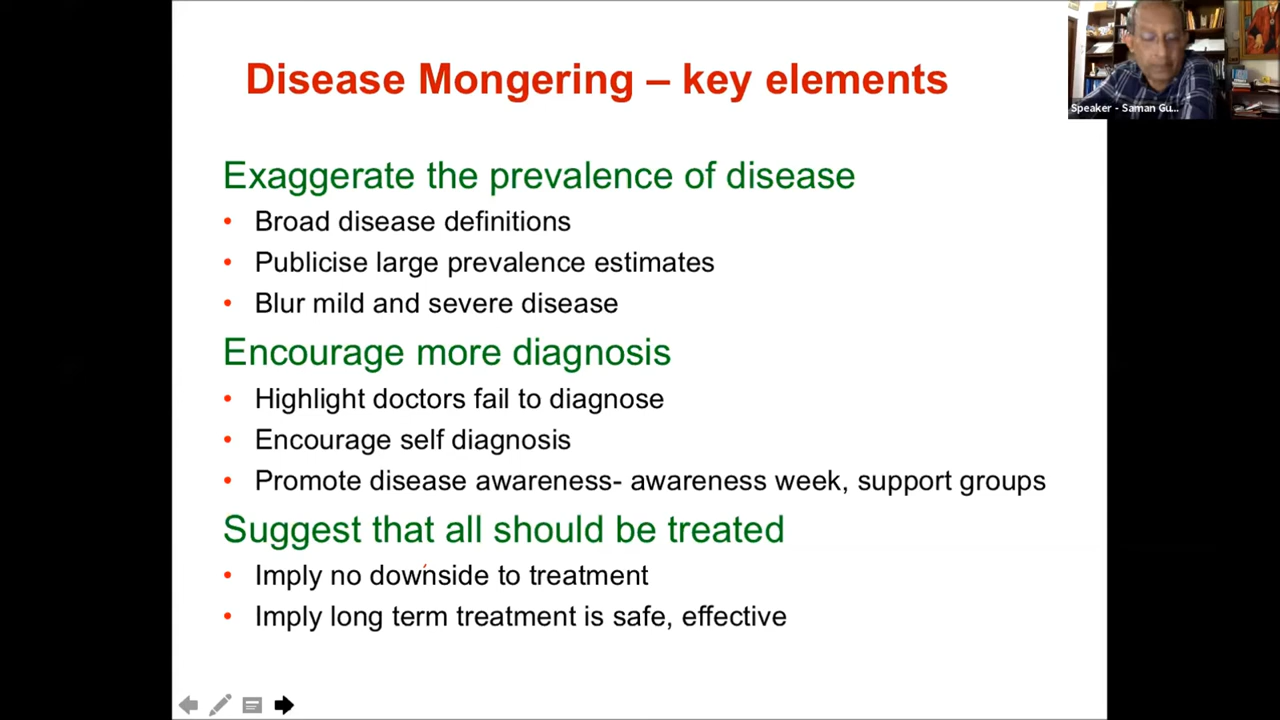 Disease Mongering – key elements
Speaker - Saman Gu...
Exaggerate the prevalence of disease
• Broad disease definitions
• Publicise large prevalence estimates
• Blur mild and severe disease
Encourage more diagnosis
• Highlight doctors fail to diagnose
• Encourage self diagnosis
• Promote disease awareness- awareness week, support groups
Suggest that all should be treated
• Imply no downside to treatment
• Imply long term treatment is safe, effective